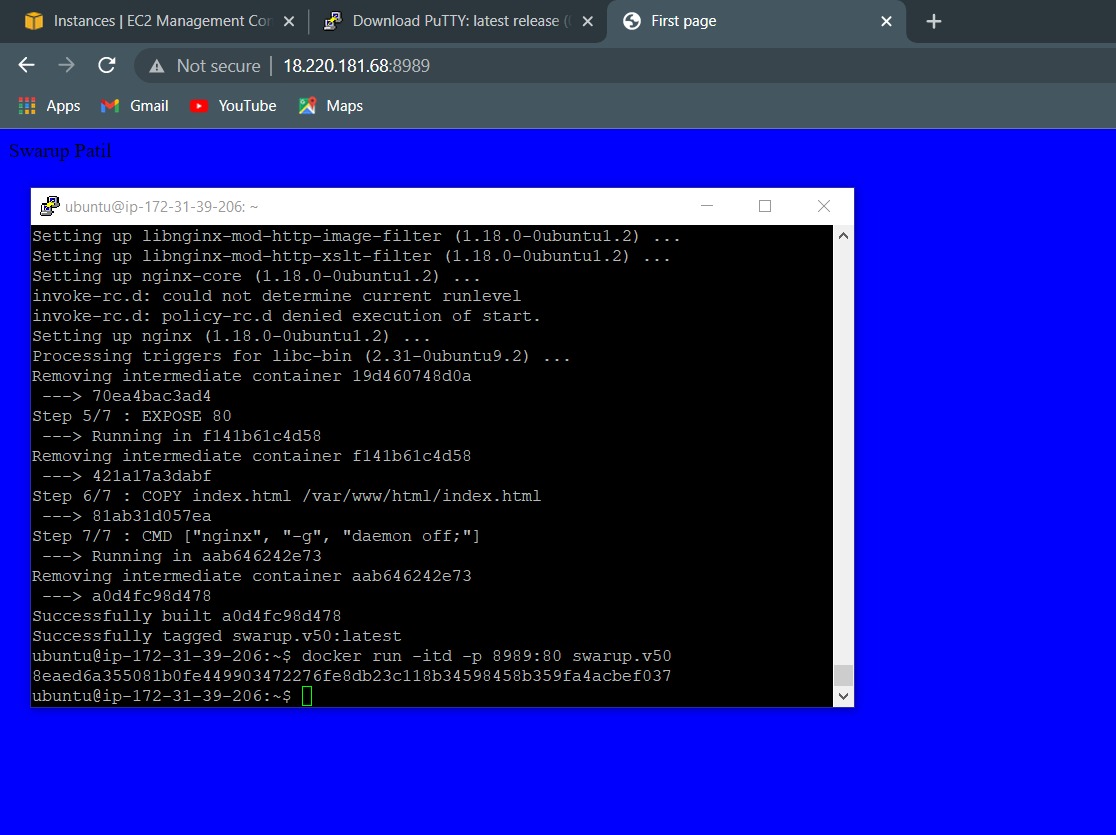 Instances | EC2 Management Con
Download PuTTY: latest release (
First page
Not secure | 18.220.181.68:8989
Apps Gmail YouTube Maps
Swarup Patil
ubuntu@ip-172-31-39-206: ~
Setting up libnginx-mod-http-image-filter (1.18.0-0ubuntu1.2) ...
Setting up libnginx-mod-http-xslt-filter (1.18.0-0ubuntu1.2) ...
Setting up nginx-core (1.18.0-0ubuntu1.2) ...
invoke-rc.d: could not determine current runlevel
invoke-rc.d: policy-rc.d denied execution of start.
Setting up nginx (1.18.0-0ubuntu1.2) ...
Processing triggers for libc-bin (2.31-0ubuntu9.2) ...
Removing intermediate container 19d460748d0a
 ---> 70ea4bac3ad4
Step 5/7 : EXPOSE 80
 ---> Running in f141b61c4d58
Removing intermediate container f141b61c4d58
 ---> 421a17a3dabf
Step 6/7 : COPY index.html /var/www/html/index.html
 ---> 81ab31d057ea
Step 7/7 : CMD ["nginx", "-g", "daemon off;"]
 ---> Running in aab646242e73
Removing intermediate container aab646242e73
 ---> a0d4fc98d478
Successfully built a0d4fc98d478
Successfully tagged swarup.v50:latest
ubuntu@ip-172-31-39-206:~$ docker run -itd -p 8989:80 swarup.v50
8eaed6a355081b0fe449903472276fe8db23c118b34598458b359fa4acbef037
ubuntu@ip-172-31-39-206:~$